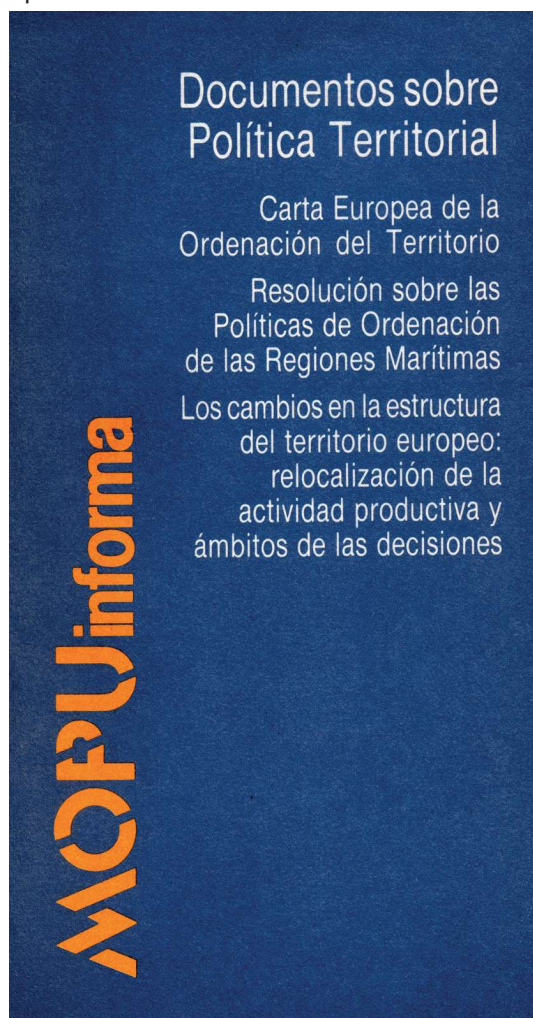 Documentos sobre
Política Territorial
Carta Europea de la
Ordenación del Territorio
Resolución sobre las
Políticas de Ordenación
de las Regiones Marítimas
Los cambios en la estructura
del territorio europeo:
relocalización de la
actividad productiva y
ámbitos de las decisiones
MOPU informa